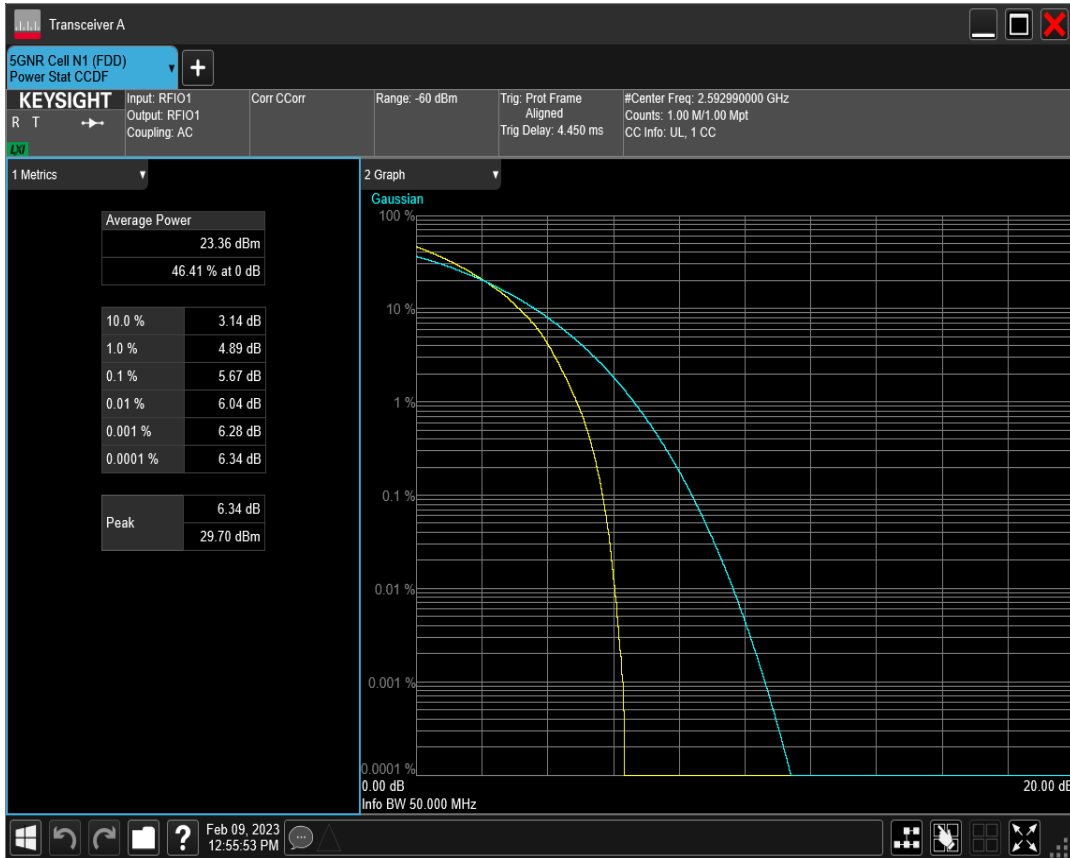 Transceiver A
5GNR Cell N1 (FDD)
Power Stat CCDF
+
KEYSIGHT
R T
LXI
Input: RFIO1
Output: RFIO1
Coupling: AC
Corr CCorr
Range: -60 dBm
Trig: Prot Frame
Aligned
Trig Delay: 4.450 ms
#Center Freq: 2.592990000 GHz
Counts: 1.00 M/1.00 Mpt
CC Info: UL, 1 CC
1 Metrics
Average Power
23.36 dBm
46.41 % at 0 dB
10.0 % 3.14 dB
1.0 % 4.89 dB
0.1 % 5.67 dB
0.01 % 6.04 dB
0.001 % 6.28 dB
0.0001 % 6.34 dB
Peak
6.34 dB
29.70 dBm
2 Graph
Gaussian
100 %
10 %
1 %
0.1 %
0.01 %
0.001 %
0.0001 %
0.00 dB 20.00 dB
Info BW 50.000 MHz
?
Feb 09, 2023
12:55:53 PM